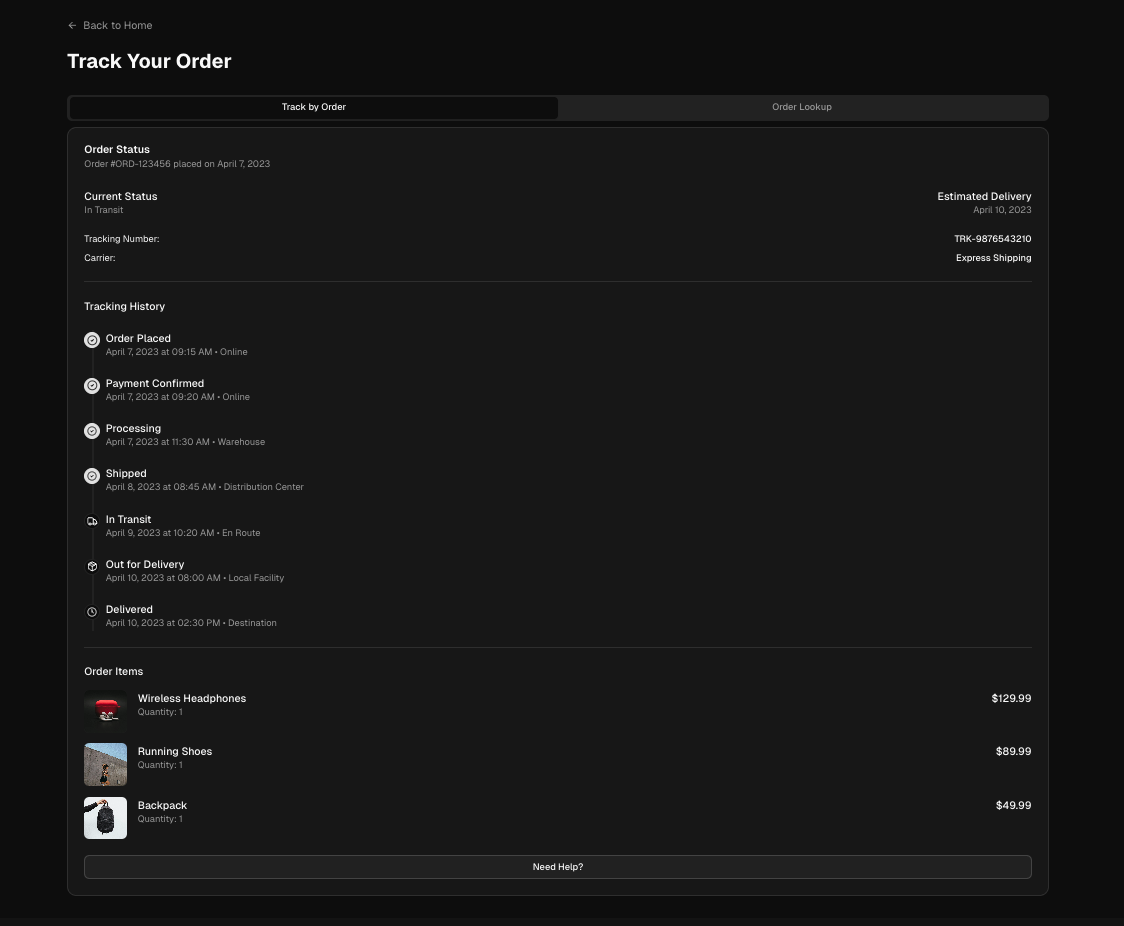 Back to Home
Track Your Order
Track by Order
Order Lookup
Order Status
Order #ORD-123456 placed on April 7, 2023
Current Status
Estimated Delivery
In Transit
April 10, 2023
Tracking Number:
TRK-9876543210
Carrier:
Express Shipping
Tracking History
Order Placed
April 7, 2023 at 09:15 AM • Online
Payment Confirmed
April 7, 2023 at 09:20 AM • Online
Processing
April 7, 2023 at 11:30 AM • Warehouse
Shipped
April 8, 2023 at 08:45 AM • Distribution Center
In Transit
April 9, 2023 at 10:20 AM • En Route
Out for Delivery
April 10, 2023 at 08:00 AM • Local Facility
Delivered
April 10, 2023 at 02:30 PM • Destination
Order Items
Wireless Headphones
$129.99
Quantity: 1
Running Shoes
$89.99
Quantity: 1
Backpack
$49.99
Quantity: 1
Need Help?